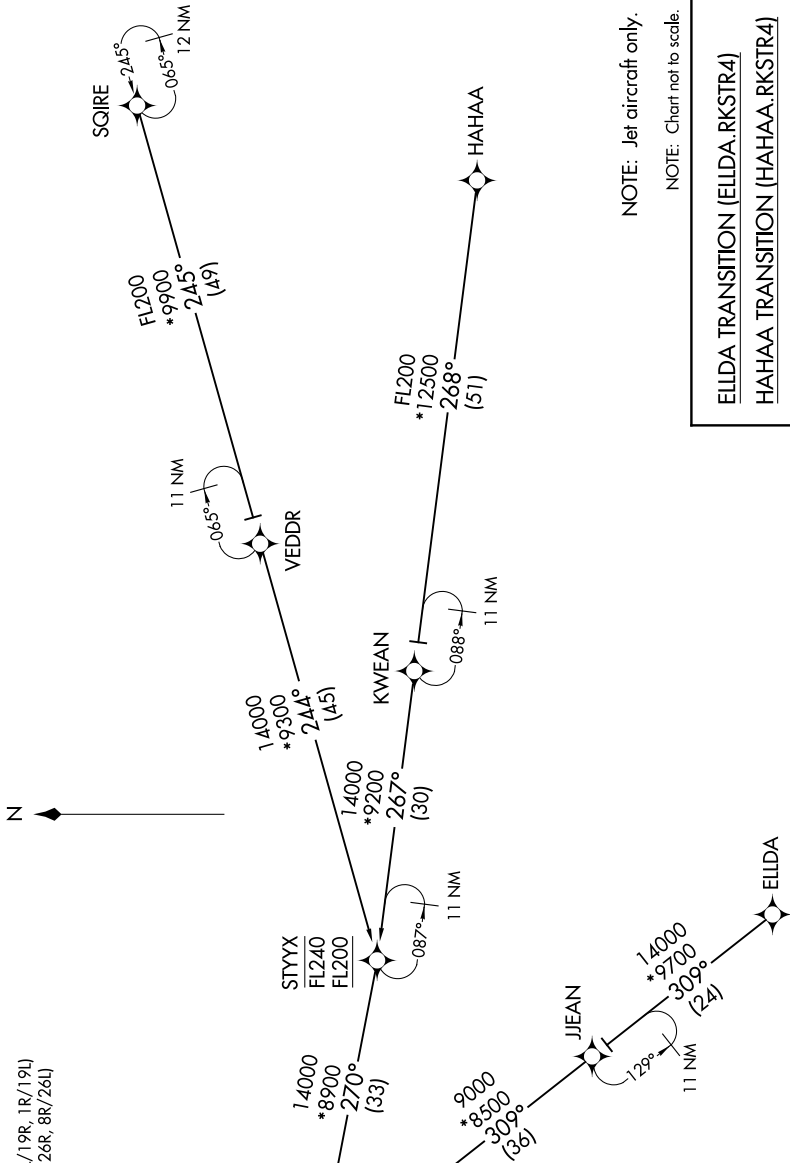 N
/19R, 1R/19L)
26R, 8R/26L)
SQIRE
245°
065°
12 NM
FL200
*9900
245°
(49)
HAHAA
FL200
*12500
268°
(51)
11 NM
065°
VEDDR
14000
*9300
244°
(45)
KWEAN
088°
11 NM
14000
*9200
267°
(30)
STYYX
FL240
FL200
087°
11 NM
14000
*8900
270°
(33)
ELLDA
14000
*9700
309°
(24)
JJEAN
129°
11 NM
9000
*8500
309°
(36)
NOTE: Jet aircraft only.
NOTE: Chart not to scale.
ELLDA TRANSITION (ELLDA.RKSTR4)
HAHAA TRANSITION (HAHAA.RKSTR4)